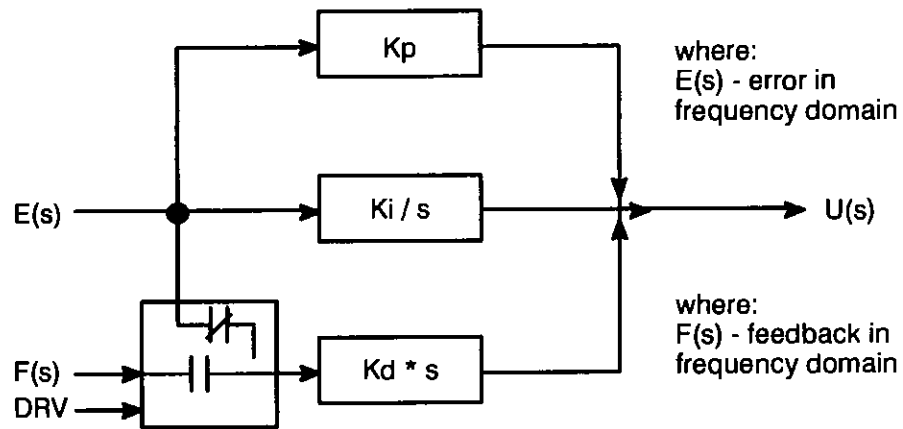 Kp
where:
E(s) - error in
frequency domain
E(s)
Ki / s
U(s)
where:
F(s) - feedback in
frequency domain
F(s)
Kd * s
DRV